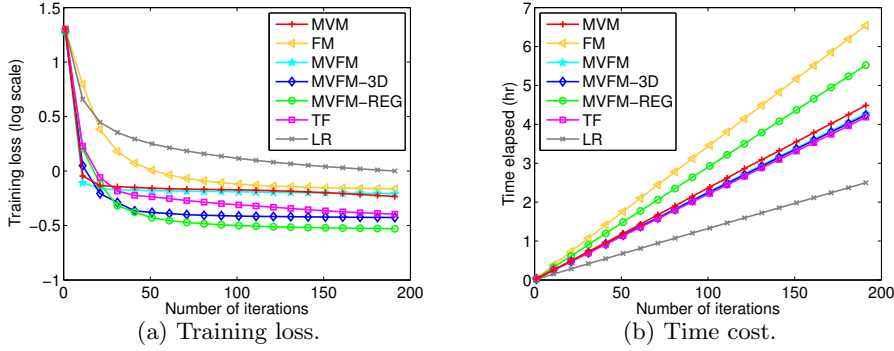 Training loss (log scale)
1.5
1
0.5
0
−0.5
−1
0
50
100
150
200
Number of iterations
MVM
FM
MVFM
MVFM−3D
MVFM−REG
TF
LR
(a) Training loss.
Time elapsed (hr)
7
6
5
4
3
2
1
0
0
50
100
150
200
Number of iterations
MVM
FM
MVFM
MVFM−3D
MVFM−REG
TF
LR
(b) Time cost.